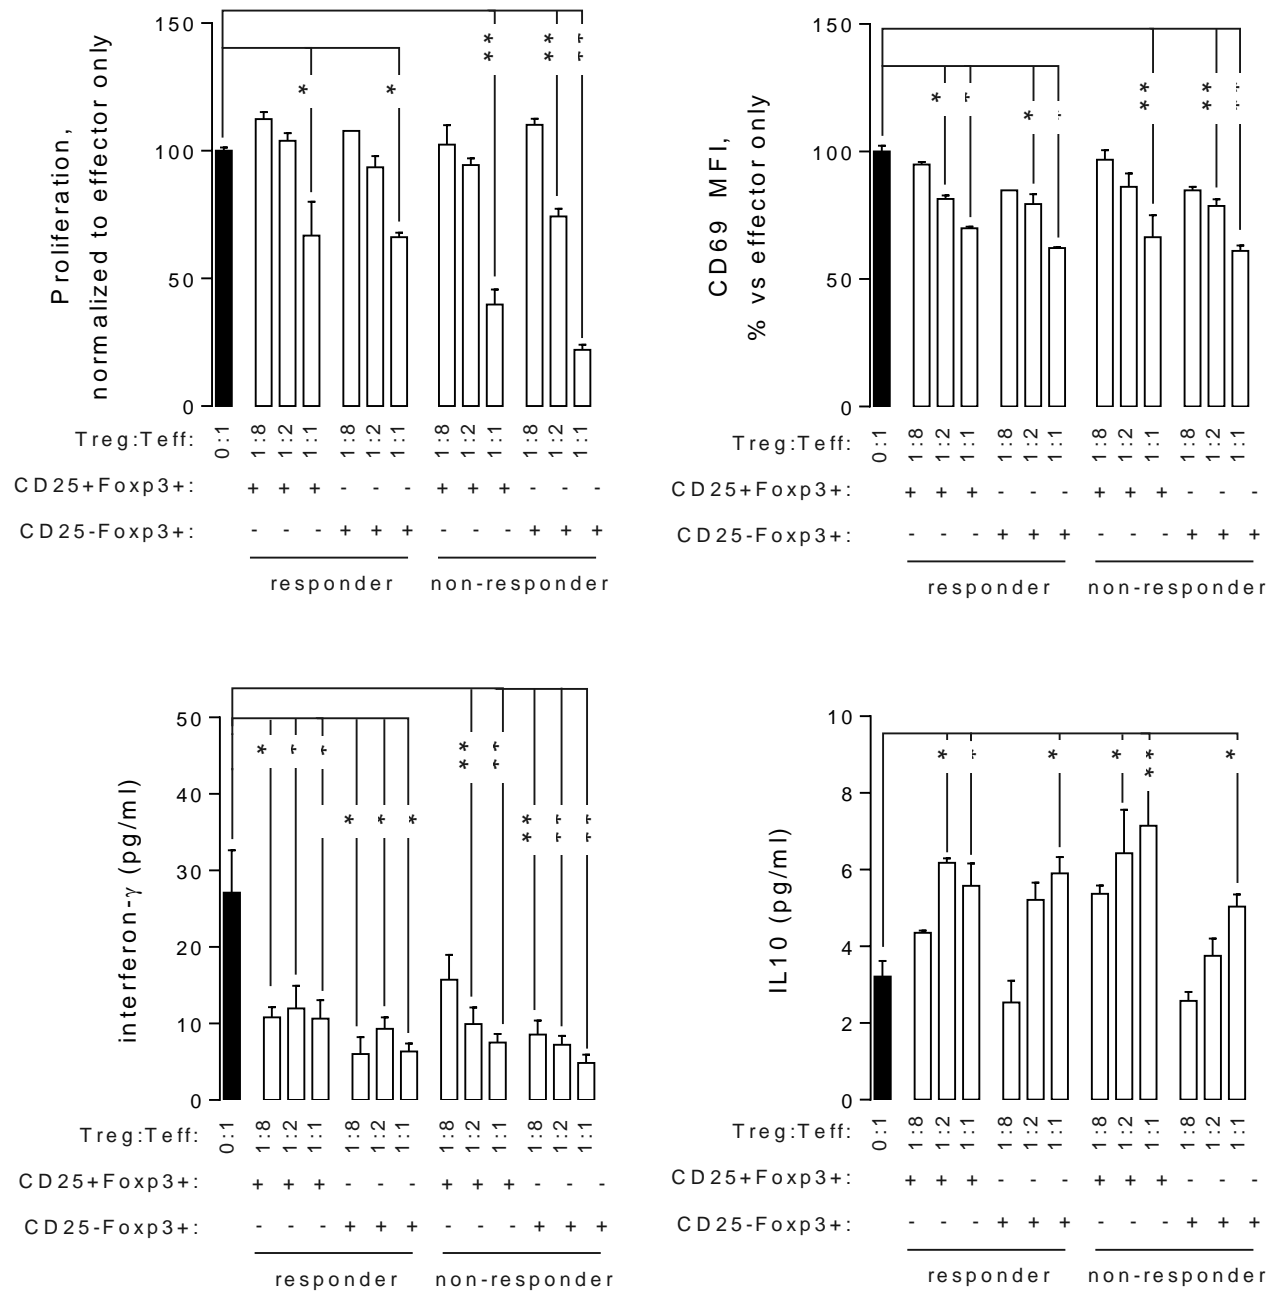 150
100
50
0
Proliferation,
normalized to effector only
* * ** ** **
Treg:Teff: 0:1 1:8 1:2 1:1 1:8 1:2 1:1 1:8 1:2 1:1 1:8 1:2 1:1
CD25+Foxp3+: + + + - - - + + + - - -
CD25-Foxp3+: - - - + + + - - - + + +
responder non-responder
150
100
50
0
CD69 MFI,
% vs effector only
* * * * ** ** **
Treg:Teff: 0:1 1:8 1:2 1:1 1:8 1:2 1:1 1:8 1:2 1:1 1:8 1:2 1:1
CD25+Foxp3+: + + + - - - + + + - - -
CD25-Foxp3+: - - - + + + - - - + + +
responder non-responder
50
40
30
20
10
0
interferon-γ (pg/ml)
* * * * * * ** ** ** ** **
Treg:Teff: 0:1 1:8 1:2 1:1 1:8 1:2 1:1 1:8 1:2 1:1 1:8 1:2 1:1
CD25+Foxp3+: + + + - - - + + + - - -
CD25-Foxp3+: - - - + + + - - - + + +
responder non-responder
10
8
6
4
2
0
IL10 (pg/ml)
* * * * ** *
Treg:Teff: 0:1 1:8 1:2 1:1 1:8 1:2 1:1 1:8 1:2 1:1 1:8 1:2 1:1
CD25+Foxp3+: + + + - - - + + + - - -
CD25-Foxp3+: - - - + + + - - - + + +
responder non-responder